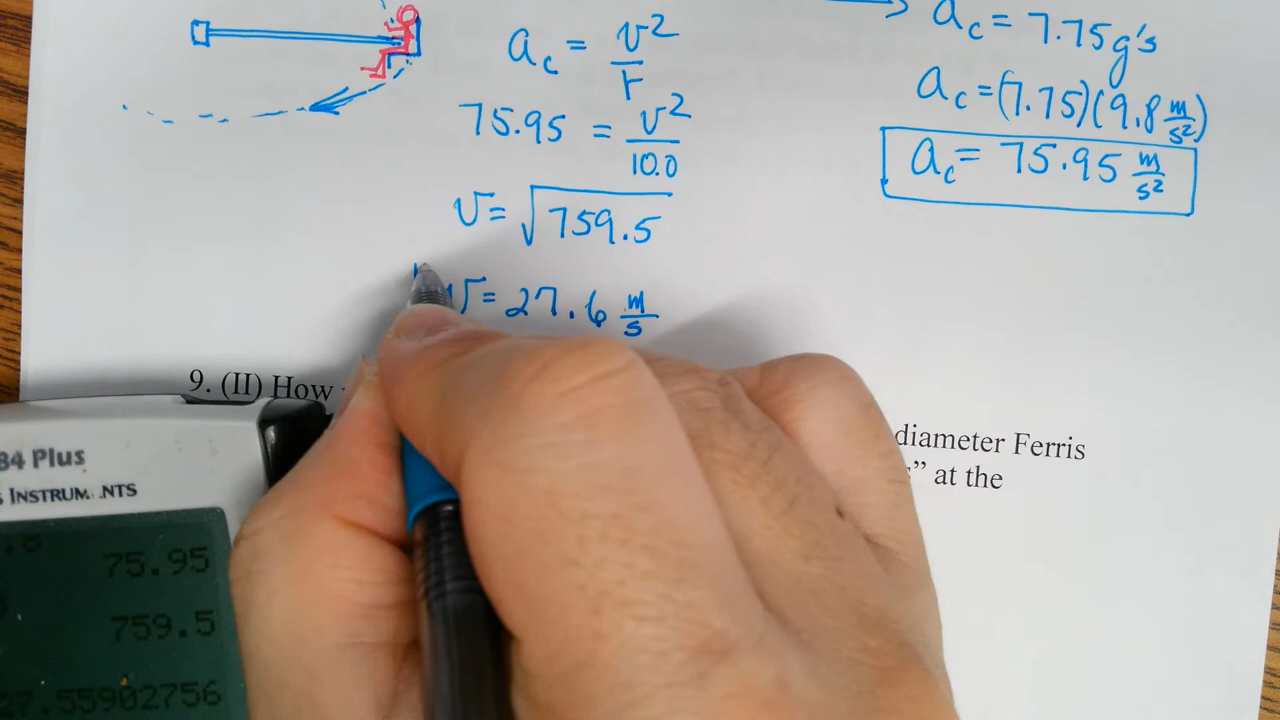 a_c = 7.75 g's
a_c = (7.75)(9.8 m/s²)
a_c = 75.95 m/s²
a_c = v²/r
75.95 = v²/10.0
v = √759.5
v = 27.6 m/s
9. (II) How
diameter Ferris
” at the
84 Plus
INSTRUM NTS
.8
75.95
759.5
27.55902756